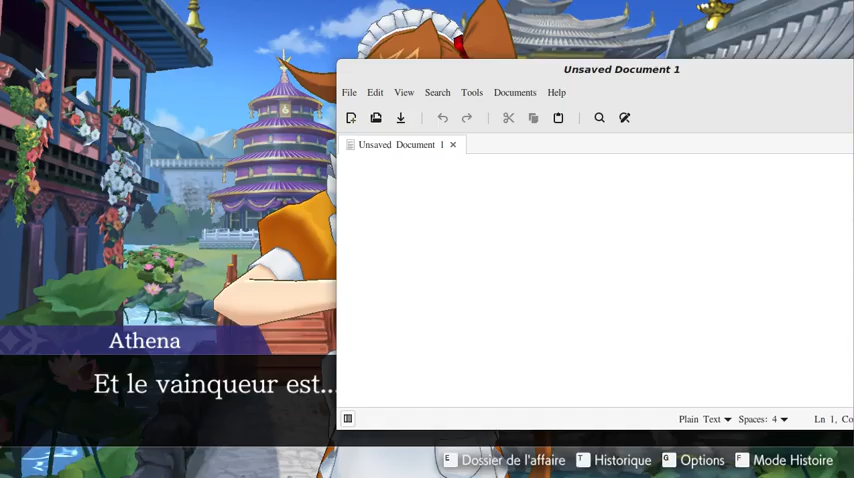 Unsaved Document 1
File Edit View Search Tools Documents Help
Unsaved Document 1
Athena
Et le vainqueur est...
Plain Text Spaces: 4 Ln 1, Co
E Dossier de l'affaire T Historique G Options F Mode Histoire